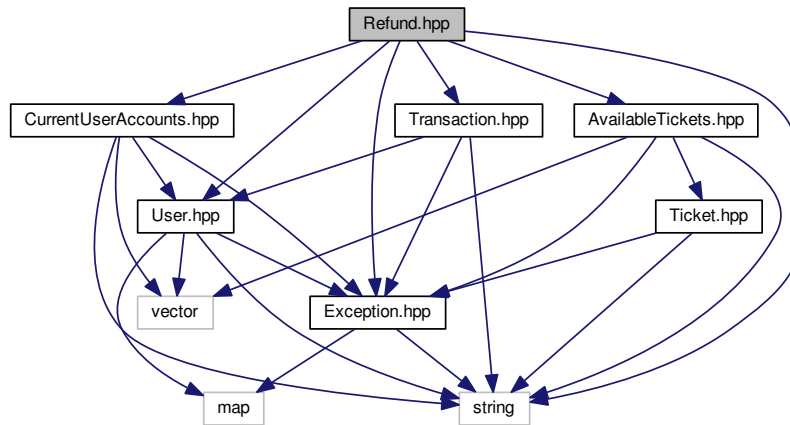 Refund.hpp
CurrentUserAccounts.hpp
Transaction.hpp
AvailableTickets.hpp
User.hpp
Ticket.hpp
vector
Exception.hpp
map
string